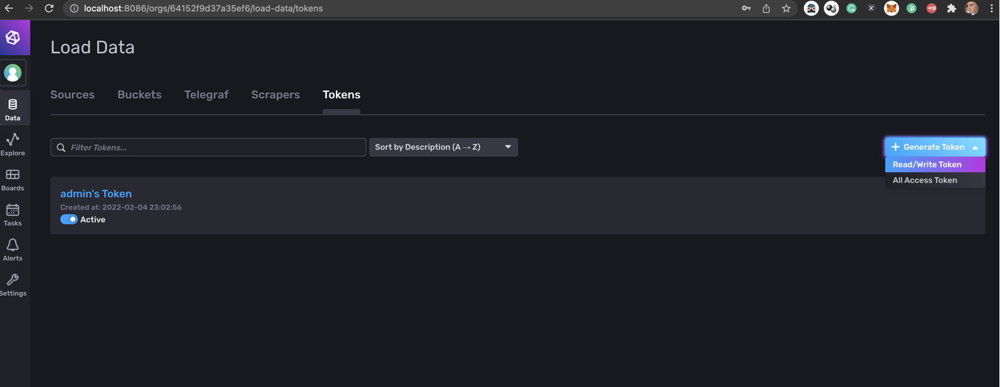 localhost:8086/orgs/64152f9d37a35ef6/load-data/tokens
Load Data
Data
Explore
Boards
Tasks
Alerts
Settings
Sources
Buckets
Telegraf
Scrapers
Tokens
Filter Tokens...
Sort by Description (A → Z)
Generate Token
Read/Write Token
All Access Token
admin's Token
Created at: 2022-02-04 23:02:56
Active